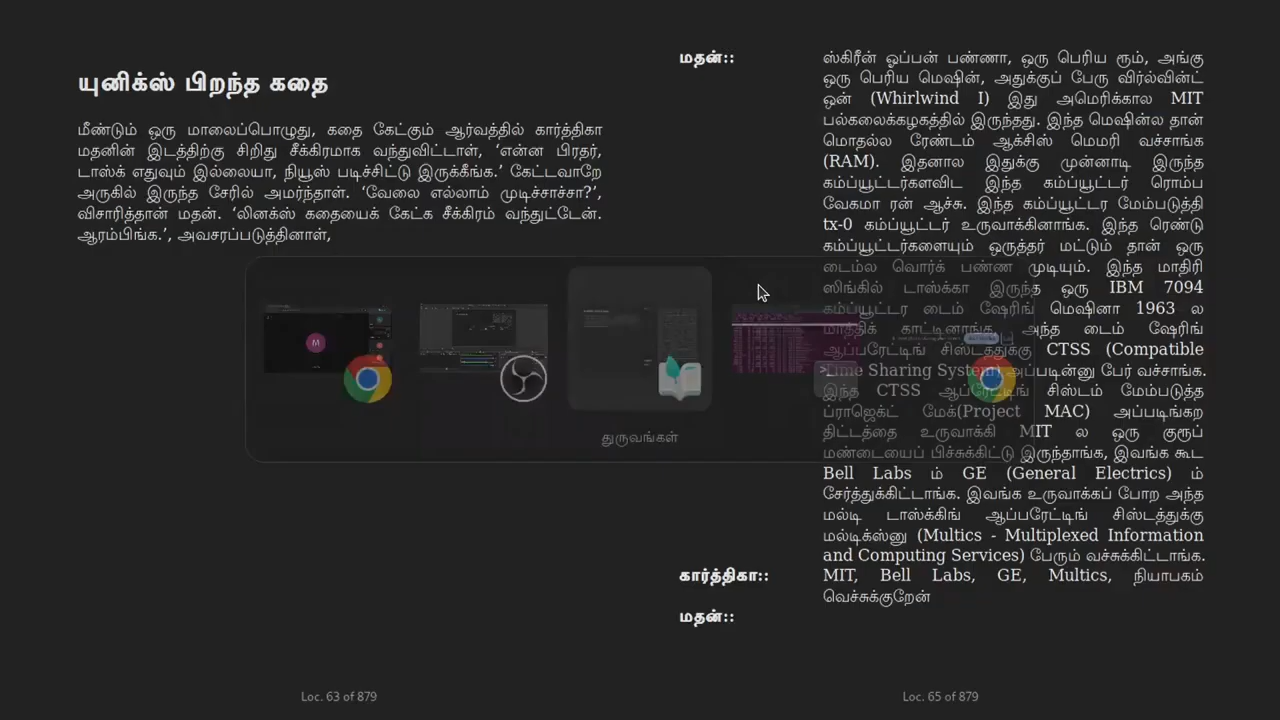 யுனிக்ஸ் பிறந்த கதை
மீண்டும் ஒரு மாலைப்பொழுது, கதை கேட்கும் ஆர்வத்தில் கார்த்திகா
மதனின் இடத்திற்கு சிறிது சீக்கிரமாக வந்துவிட்டாள், ‘என்ன பிரதர்,
டாஸ்க் எதுவும் இல்லையா, நியூஸ் படிச்சிட்டு இருக்கீங்க.’ கேட்டவாறே
அருகில் இருந்த சேரில் அமர்ந்தாள். ‘வேலை எல்லாம் முடிச்சாச்சா?’,
விசாரித்தான் மதன். ‘லினக்ஸ் கதையைக் கேட்க சீக்கிரம் வந்துட்டேன்.
ஆரம்பிங்க.’, அவசரப்படுத்தினாள்,
மதன்::
ஸ்கிரீன் ஓப்பன் பண்ணா, ஒரு பெரிய ரூம், அங்கு
ஒரு பெரிய மெஷின், அதுக்குப் பேரு விர்ல்விண்ட்
ஒன் (Whirlwind I) இது அமெரிக்கால MIT
பல்கலைக்கழகத்தில் இருந்தது. இந்த மெஷின்ல தான்
மொதல்ல ரேண்டம் ஆக்சிஸ் மெமரி வச்சாங்க
(RAM). இதனால இதுக்கு முன்னாடி இருந்த
கம்ப்யூட்டர்களவிட இந்த கம்ப்யூட்டர் ரொம்ப
வேகமா ரன் ஆச்சு. இந்த கம்ப்யூட்டர மேம்படுத்தி
tx-0 கம்ப்யூட்டர் உருவாக்கினாங்க. இந்த ரெண்டு
கம்ப்யூட்டர்களையும் ஒருத்தர் மட்டும் தான் ஒரு
டைம்ல வொர்க் பண்ண முடியும். இந்த மாதிரி
ஸிங்கில் டாஸ்க்கா இருந்த ஒரு IBM 7094
கம்ப்யூட்டர டைம் ஷேரிங் மெஷினா 1963 ல
மாத்திக் காட்டினாங்க. அந்த டைம் ஷேரிங்
ஆப்பரேட்டிங் சிஸ்டத்துக்கு CTSS (Compatible
Time Sharing System) அப்படின்னு பேர் வச்சாங்க.
இந்த CTSS ஆப்ரேட்டிங் சிஸ்டம் மேம்படுத்த
ப்ராஜெக்ட் மேக்(Project MAC) அப்படிங்கற
திட்டத்தை உருவாக்கி MIT ல ஒரு குரூப்
மண்டையைப் பிச்சுக்கிட்டு இருந்தாங்க, இவங்க கூட
Bell Labs ம் GE (General Electrics) ம்
சேர்த்துக்கிட்டாங்க. இவங்க உருவாக்கப் போற அந்த
மல்டி டாஸ்க்கிங் ஆப்பரேட்டிங் சிஸ்டத்துக்கு
மல்டிக்ஸ்னு (Multics - Multiplexed Information
and Computing Services) பேரும் வச்சுக்கிட்டாங்க.
கார்த்திகா::
MIT, Bell Labs, GE, Multics, நியாபகம்
வெச்சுக்குறேன்
மதன்::
துருவங்கள்
M
Loc. 63 of 879
Loc. 65 of 879